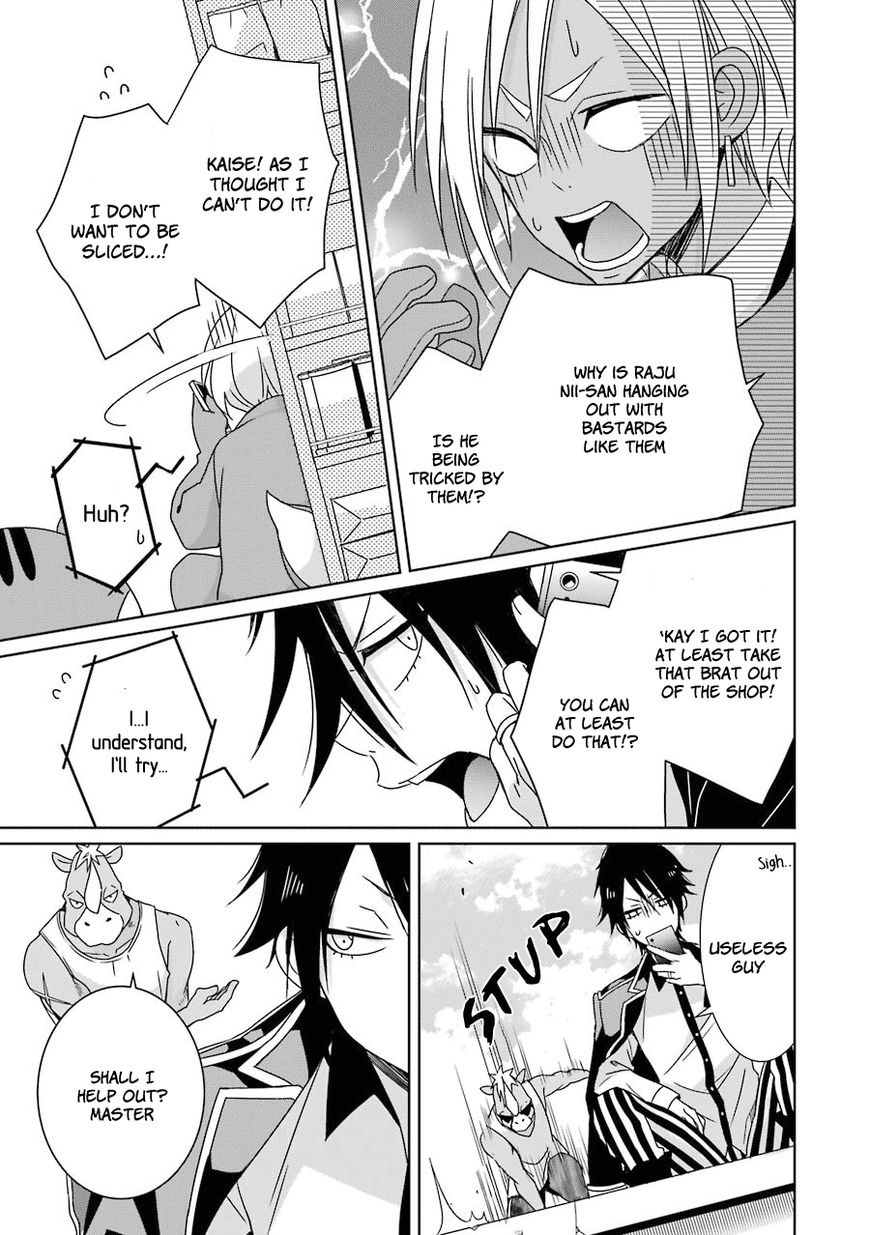 WHY IS RAJU
NII-SAN HANGING
OUT WITH
BASTARDS
LIKE THEM
IS HE
BEING
TRICKED BY
THEM!?
KAISE! AS I
THOUGHT I
CAN'T DO IT!
I DON'T
WANT TO BE
SLICED...!
Huh?
'KAY I GOT IT!
AT LEAST TAKE
THAT BRAT OUT
OF THE SHOP!
YOU CAN
AT LEAST
DO THAT!?
I...I
understand,
I'll try...
Sigh..
USELESS
GUY
STUP
SHALL I
HELP OUT?
MASTER